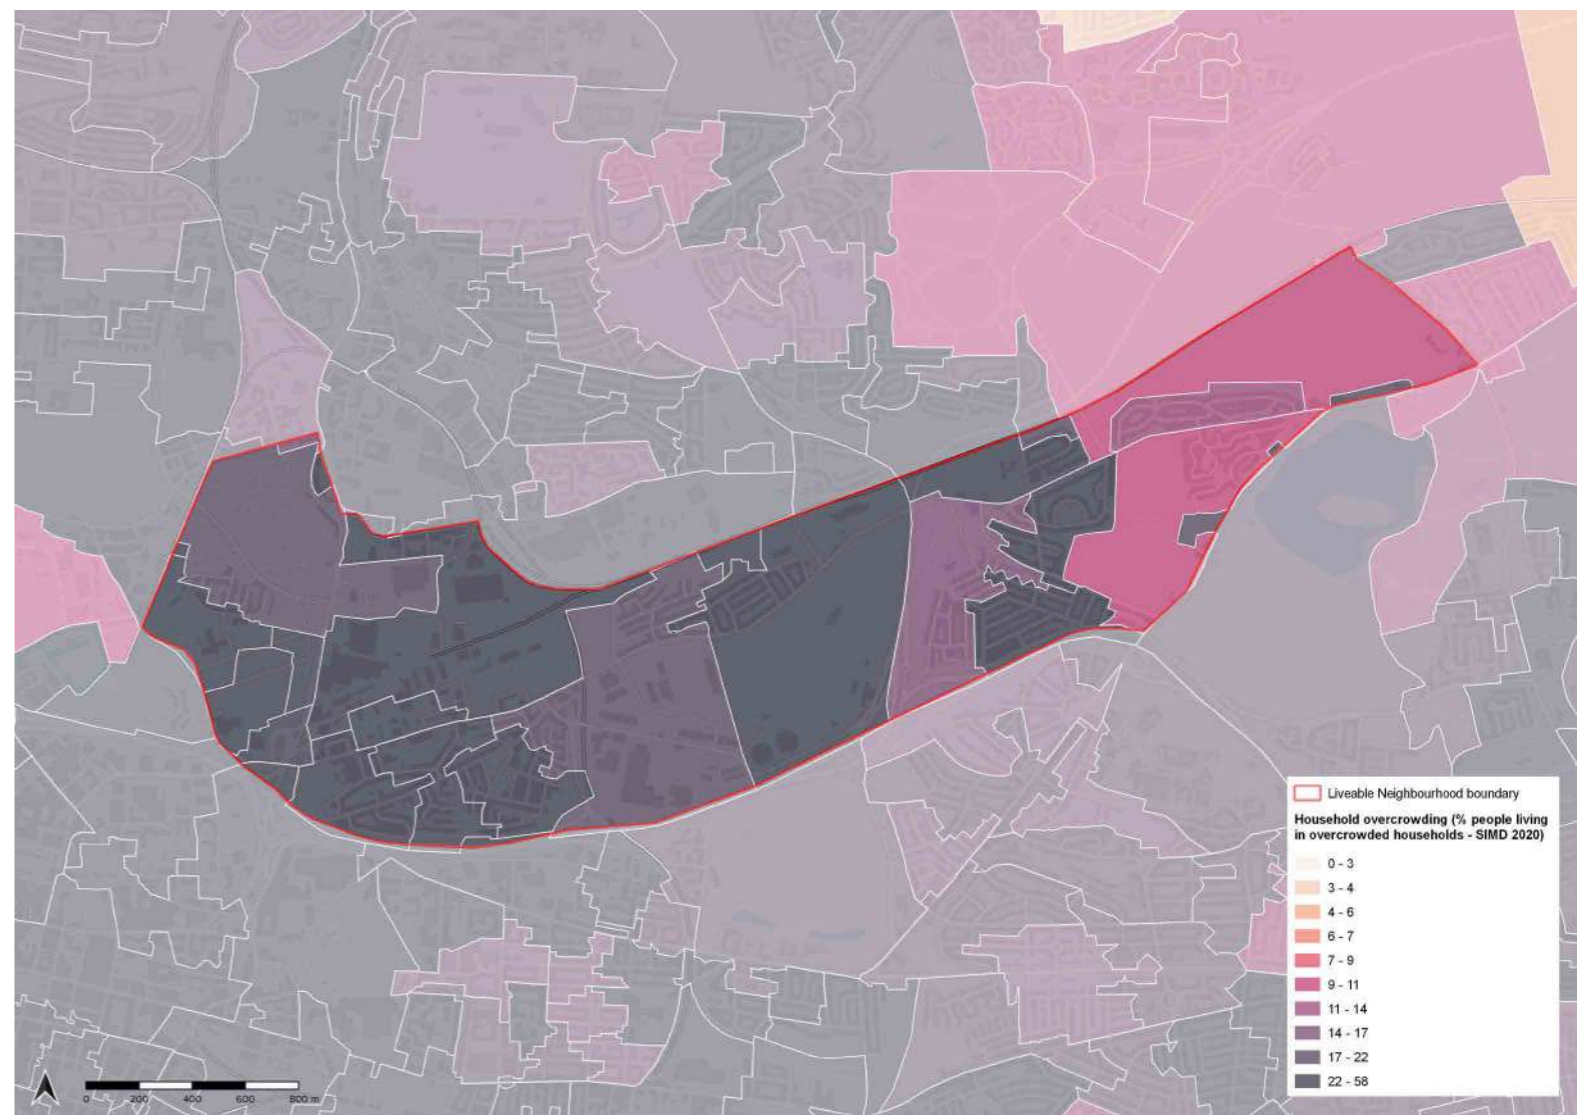 Liveable Neighbourhood boundary
Household overcrowding (% people living
in overcrowded households - SIMD 2020)
0 - 3
3 - 4
4 - 6
6 - 7
7 - 9
9 - 11
11 - 14
14 - 17
17 - 22
22 - 58
0 200 400 600 800 m